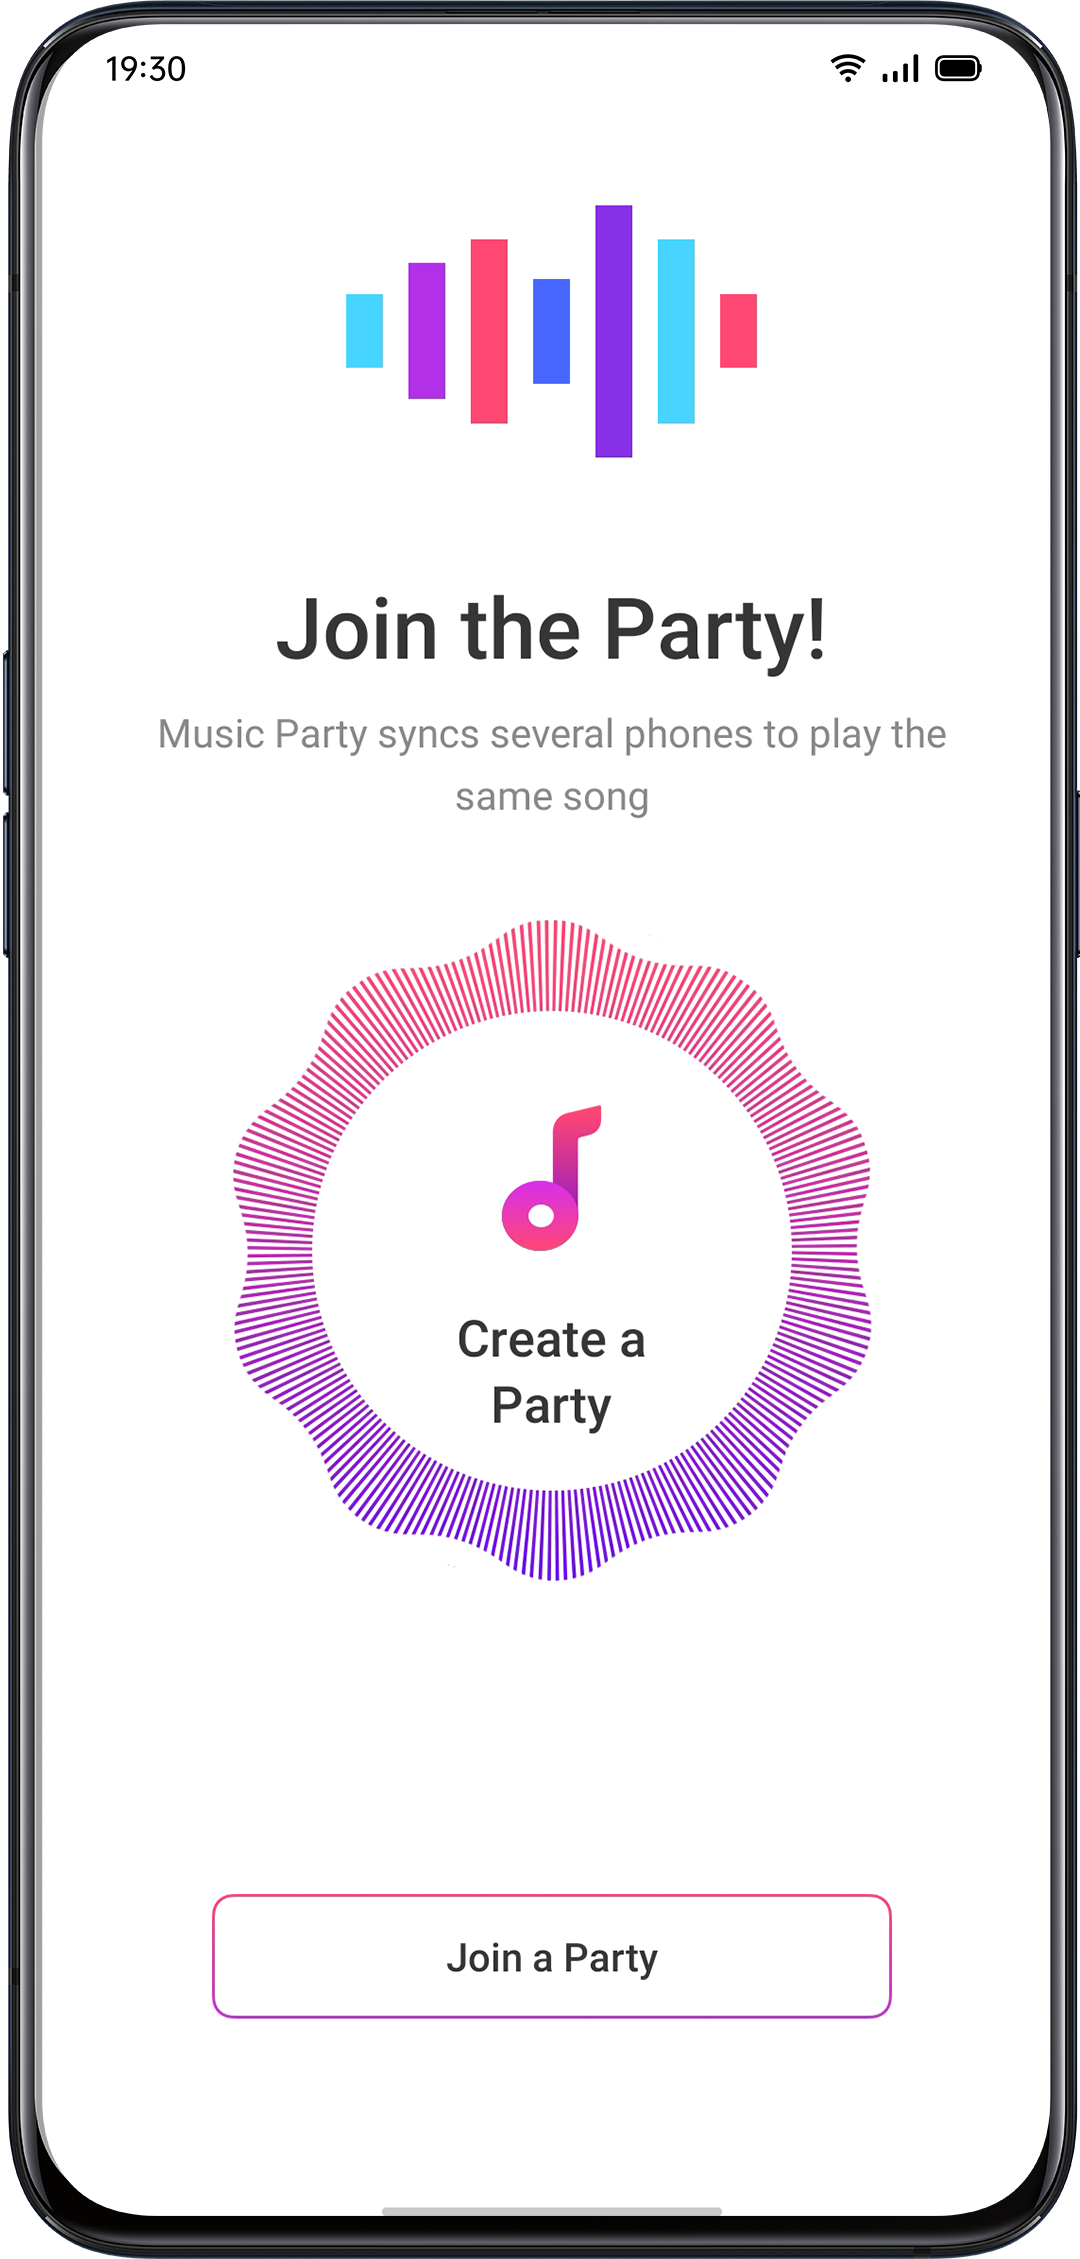 19:30
Join the Party!
Music Party syncs several phones to play the
same song
Create a
Party
Join a Party